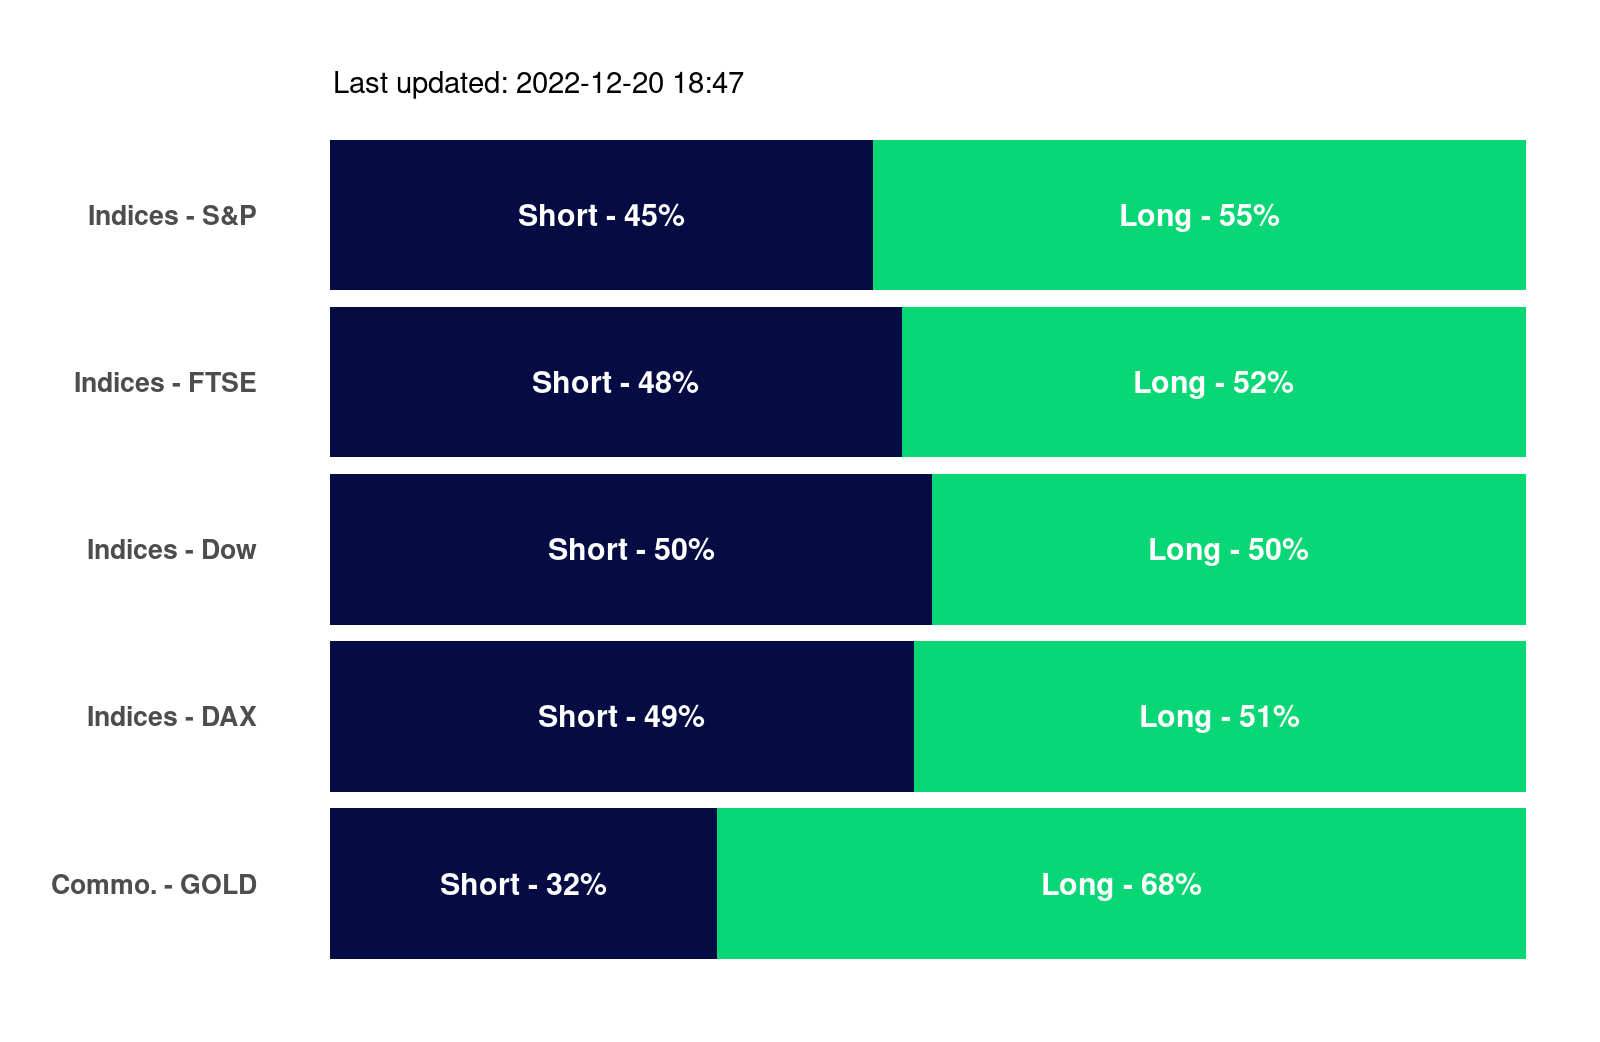 Last updated: 2022-12-20 18:47
Indices - S&P Short - 45% Long - 55%
Indices - FTSE Short - 48% Long - 52%
Indices - Dow Short - 50% Long - 50%
Indices - DAX Short - 49% Long - 51%
Commo. - GOLD Short - 32% Long - 68%